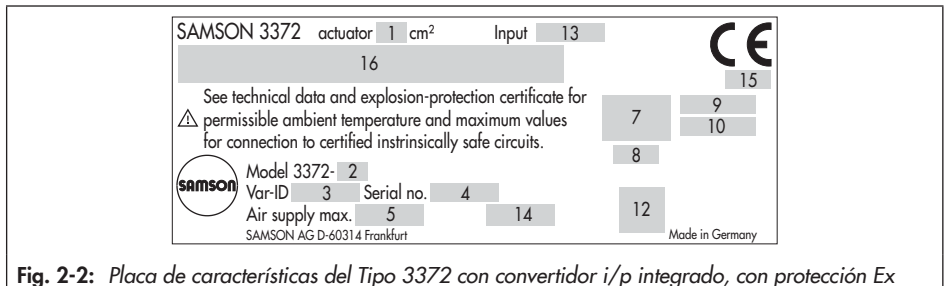 SAMSON 3372 actuator 1 cm² Input 13
CE
16
15
See technical data and explosion-protection certificate for
permissible ambient temperature and maximum values
for connection to certified instrinsically safe circuits.
7
9
10
8
samson
Model 3372- 2
Var-ID 3 Serial no. 4
Air supply max. 5 14
12
SAMSON AG D-60314 Frankfurt
Made in Germany
Fig. 2-2: Placa de características del Tipo 3372 con convertidor i/p integrado, con protección Ex